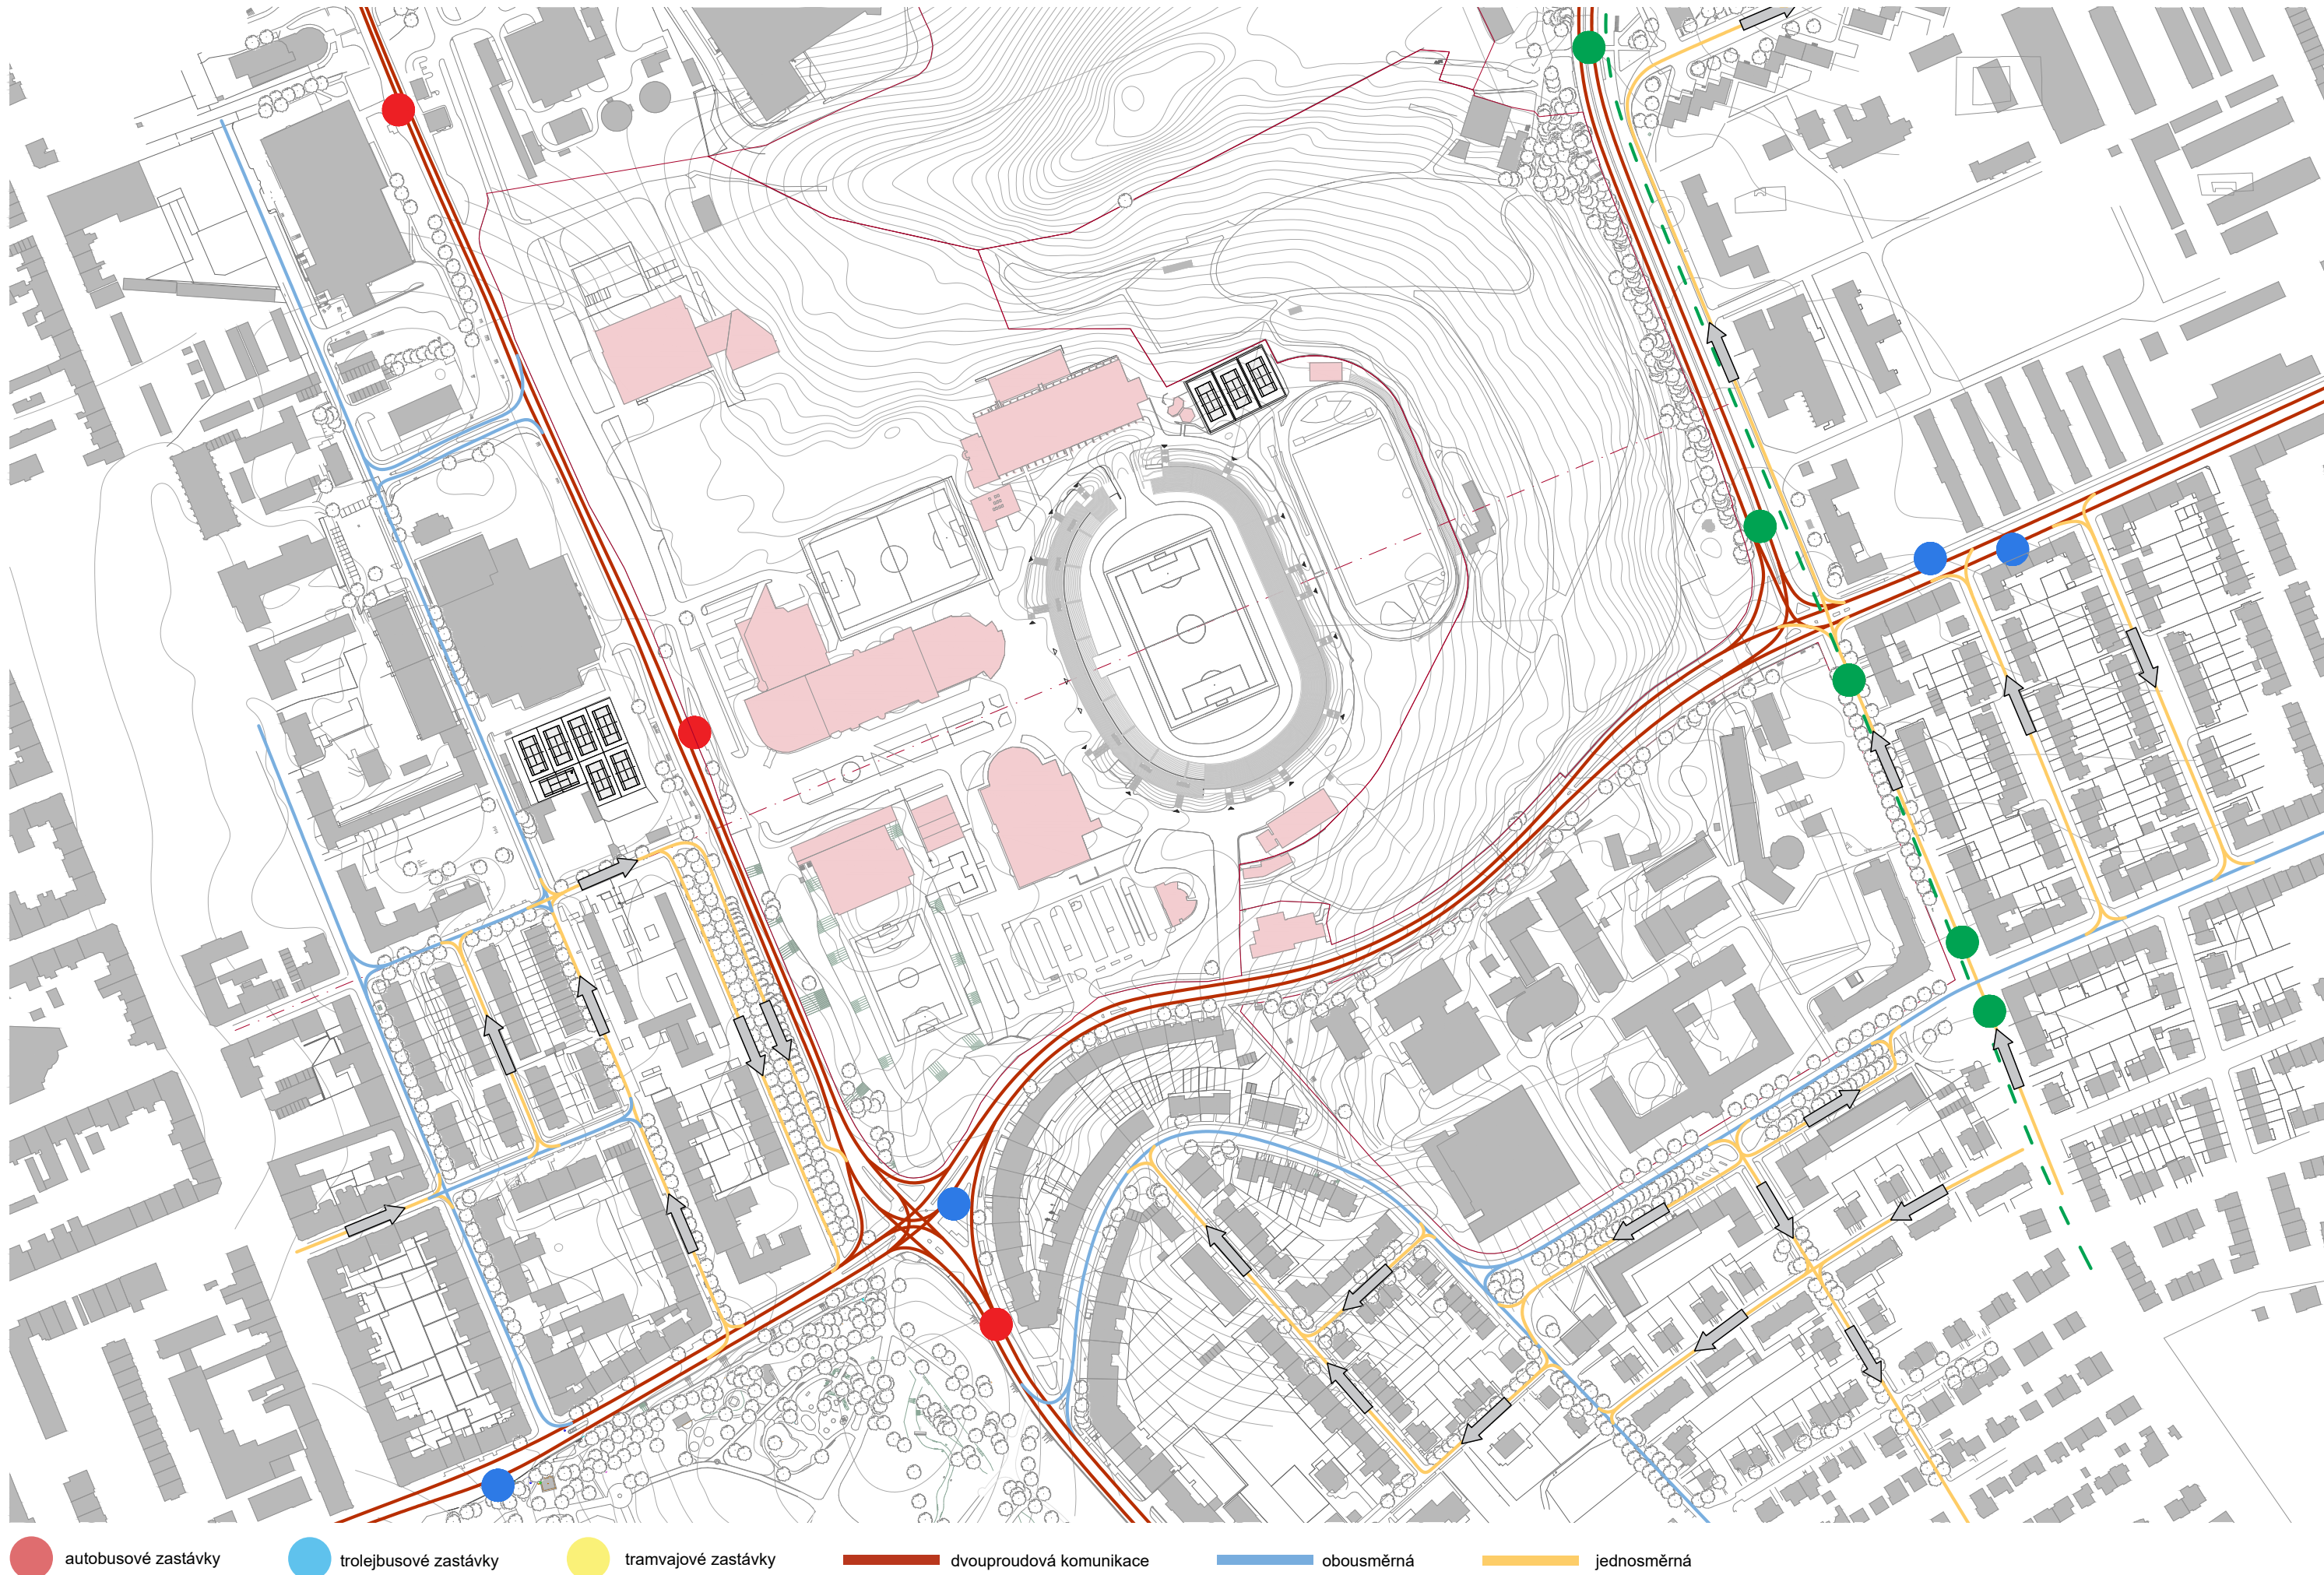 autobusové zastávky
trolejbusové zastávky
tramvajové zastávky
dvouproudová komunikace
obousměrná
jednosměrná